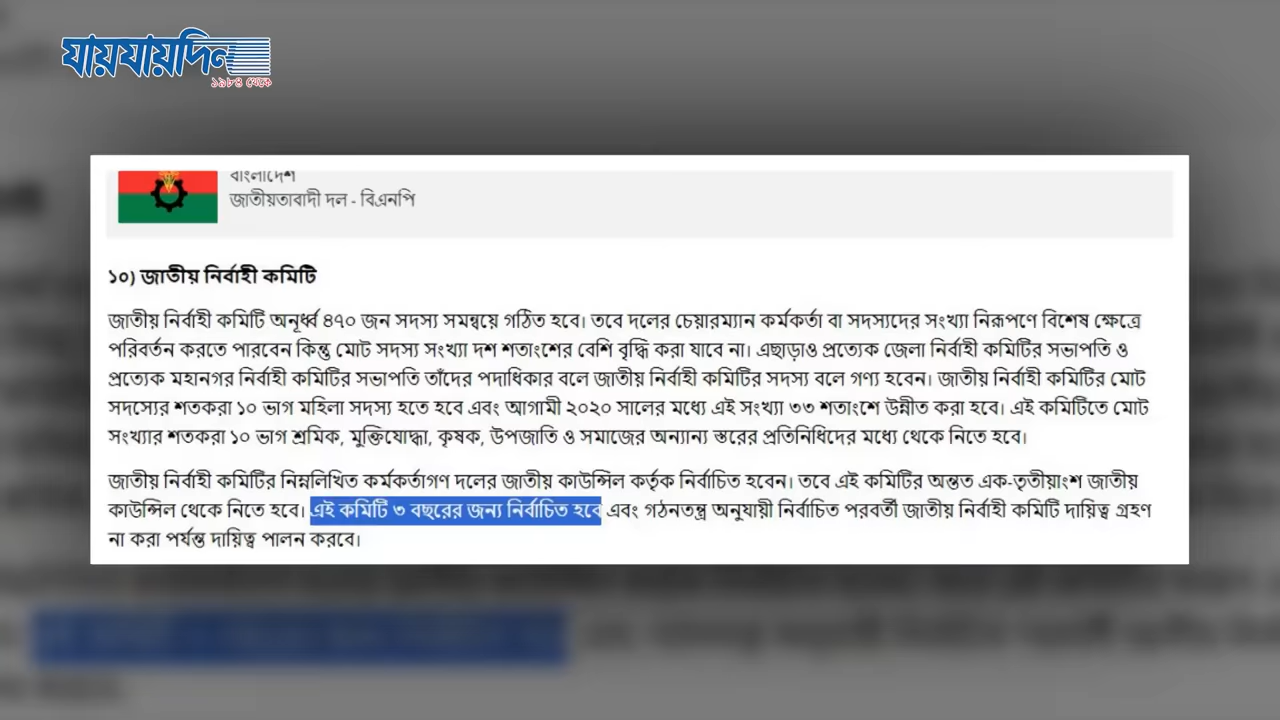 যায়যায়দিন
১৯৮৪ থেকে
বাংলাদেশ
জাতীয়তাবাদী দল - বিএনপি
১০) জাতীয় নির্বাহী কমিটি
জাতীয় নির্বাহী কমিটি অনূর্ধ্ব ৪৭০ জন সদস্য সমন্বয়ে গঠিত হবে। তবে দলের চেয়ারম্যান কর্মকর্তা বা সদস্যদের সংখ্যা নিরূপণে বিশেষ ক্ষেত্রে
পরিবর্তন করতে পারবেন কিন্তু মোট সদস্য সংখ্যা দশ শতাংশের বেশি বৃদ্ধি করা যাবে না। এছাড়াও প্রত্যেক জেলা নির্বাহী কমিটির সভাপতি ও
প্রত্যেক মহানগর নির্বাহী কমিটির সভাপতি তাঁদের পদাধিকার বলে জাতীয় নির্বাহী কমিটির সদস্য বলে গণ্য হবেন। জাতীয় নির্বাহী কমিটির মোট
সদস্যের শতকরা ১০ ভাগ মহিলা সদস্য হতে হবে এবং আগামী ২০২০ সালের মধ্যে এই সংখ্যা ৩৩ শতাংশে উন্নীত করা হবে। এই কমিটিতে মোট
সংখ্যার শতকরা ১০ ভাগ শ্রমিক, মুক্তিযোদ্ধা, কৃষক, উপজাতি ও সমাজের অন্যান্য স্তরের প্রতিনিধিদের মধ্যে থেকে নিতে হবে।
জাতীয় নির্বাহী কমিটির নিম্নলিখিত কর্মকর্তাগণ দলের জাতীয় কাউন্সিল কর্তৃক নির্বাচিত হবেন। তবে এই কমিটির অন্তত এক-তৃতীয়াংশ জাতীয়
কাউন্সিল থেকে নিতে হবে। এই কমিটি ৩ বছরের জন্য নির্বাচিত হবে এবং গঠনতন্ত্র অনুযায়ী নির্বাচিত পরবর্তী জাতীয় নির্বাহী কমিটি দায়িত্ব গ্রহণ
না করা পর্যন্ত দায়িত্ব পালন করবে।